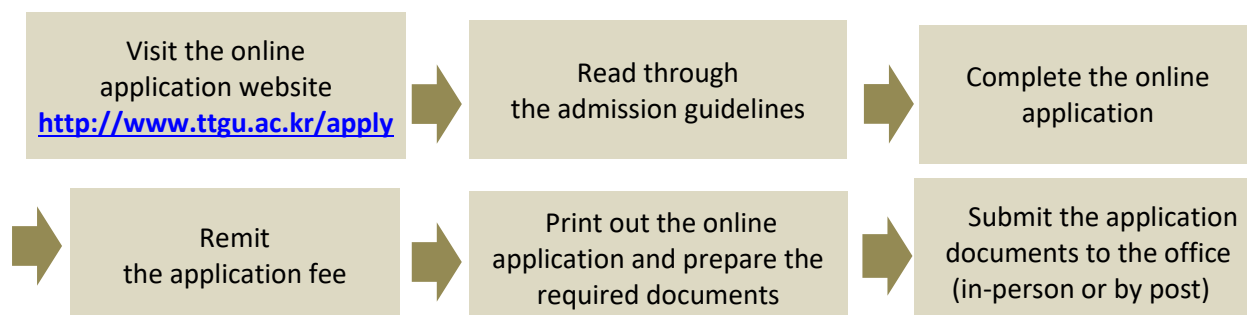 Visit the online
application website
http://www.ttgu.ac.kr/apply
Read through
the admission guidelines
Complete the online
application
Remit
the application fee
Print out the online
application and prepare the
required documents
Submit the application
documents to the office
(in-person or by post)